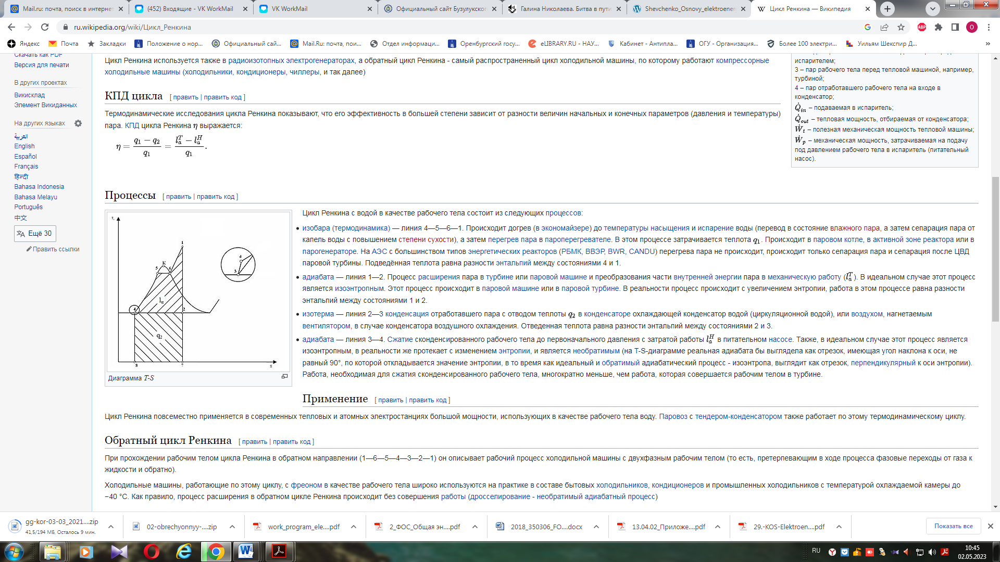 Mail.ru: почта, поиск в интернет
(452) Входящие - VK WorkMail
VK WorkMail
Официальный сайт Бузулукског
Галина Николаева. Битва в пути
Shevchenko_Osnovy_elektroener
Цикл Ренкина — Википедия
ru.wikipedia.org/wiki/Цикл_Ренкина
Яндекс
Почта
Закладки
Положение о нор...
Официальный сай...
Mail.Ru: почта, пои...
Отдел информаци...
Оренбургский госу...
eLIBRARY.RU - НАУ...
Кабинет - Антипла...
ОГУ - Организация...
Более 100 электри...
Уильям Шекспир Д...
Скачать как PDF
Версия для печати
В других проектах
Викисклад
Элемент Викиданных
На других языках
العربية
English
Español
Français
हिन्दी
Bahasa Indonesia
Bahasa Melayu
Português
中文
Ещё 30
Править ссылки
Цикл Ренкина используется также в радиоизотопных электрогенераторах, а обратный цикл Ренкина - самый распространенный цикл холодильной машины, по которому работают компрессорные
холодильные машины (холодильники, кондиционеры, чиллеры, и так далее)
испарителем;
3 – пар рабочего тела перед тепловой машиной, например,
турбиной;
4 – пар отработавшего рабочего тела на входе в
конденсатор;
Q̇in – подаваемая в испаритель;
Q̇out – тепловая мощность, отбираемая от конденсатора;
Ẇt – полезная механическая мощность тепловой машины;
Ẇp – механическая мощность, затрачиваемая на подачу
под давлением рабочего тела в испаритель (питательный
насос).
КПД цикла [ править | править код ]
Термодинамические исследования цикла Ренкина показывают, что его эффективность в большей степени зависит от разности величин начальных и конечных параметров (давления и температуры)
пара. КПД цикла Ренкина η выражается:
η = (q1 − q2)/q1 = (laT − laH)/q1.
Процессы [ править | править код ]
T,
1
K
5
6
4
3
lц
4
2
q2
8
7
s
Диаграмма T-S
Цикл Ренкина с водой в качестве рабочего тела состоит из следующих процессов:
изобара (термодинамика) — линия 4—5—6—1. Происходит догрев (в экономайзере) до температуры насыщения и испарение воды (перевод в состояние влажного пара, а затем сепарация пара от
капель воды с повышением степени сухости), а затем перегрев пара в пароперегревателе. В этом процессе затрачивается теплота q1. Происходит в паровом котле, в активной зоне реактора или в
парогенераторе. На АЭС с большинством типов энергетических реакторов (РБМК, ВВЭР, BWR, CANDU) перегрева пара не происходит, происходит только сепарация пара и сепарация после ЦВД
паровой турбины. Подведённая теплота равна разности энтальпий между состояниями 4 и 1.
адиабата — линия 1—2. Процесс расширения пара в турбине или паровой машине и преобразования части внутренней энергии пара в механическую работу (laT). В идеальном случае этот процесс
является изоэнтропным. Этот процесс происходит в паровой машине или в паровой турбине. В реальности процесс происходит с увеличением энтропии, работа в этом процессе равна разности
энтальпий между состояниями 1 и 2.
изотерма — линия 2—3 конденсация отработавшего пара с отводом теплоты q2 в конденсаторе охлаждающей конденсатор водой (циркуляционной водой), или воздухом, нагнетаемым
вентилятором, в случае конденсатора воздушного охлаждения. Отведенная теплота равна разности энтальпий между состояниями 2 и 3.
адиабата — линия 3—4. Сжатие сконденсированного рабочего тела до первоначального давления с затратой работы laH в питательном насосе. Также, в идеальном случае этот процесс является
изоэнтропным, в реальности же протекает с изменением энтропии, и является необратимым (на T-S-диаграмме реальная адиабата бы выглядела как отрезок, имеющая угол наклона к оси, не
равный 90°, по которой откладывается значение энтропии, в то время как идеальный и обратимый адиабатический процесс - изоэнтропа, выглядит как отрезок, перпендикулярный к оси энтропии).
Работа, необходимая для сжатия сконденсированного рабочего тела, многократно меньше, чем работа, которая совершается рабочим телом в турбине.
Применение [ править | править код ]
Цикл Ренкина повсеместно применяется в современных тепловых и атомных электростанциях большой мощности, использующих в качестве рабочего тела воду. Паровоз с тендером-конденсатором также работает по этому термодинамическому циклу.
Обратный цикл Ренкина [ править | править код ]
При прохождении рабочим телом цикла Ренкина в обратном направлении (1—6—5—4—3—2—1) он описывает рабочий процесс холодильной машины с двухфазным рабочим телом (то есть, претерпевающим в ходе процесса фазовые переходы от газа к
жидкости и обратно).
Холодильные машины, работающие по этому циклу, с фреоном в качестве рабочего тела широко используются на практике в составе бытовых холодильников, кондиционеров и промышленных холодильников с температурой охлаждаемой камеры до
−40 °C. Как правило, процесс расширения в обратном цикле Ренкина происходит без совершения работы (дросселирование - необратимый адиабатный процесс)
gg-kor-03-03_2021....zip
41,5/194 МБ, Осталось 9 мин.
02-obrechyonnyy-....zip
work_program_ele....pdf
2_ФОС_Общая эн....pdf
2018_350306_FO....docx
13.04.02_Приложе....pdf
29.-KOS-Elektroen....pdf
Показать все
RU
10:45
02.05.2023